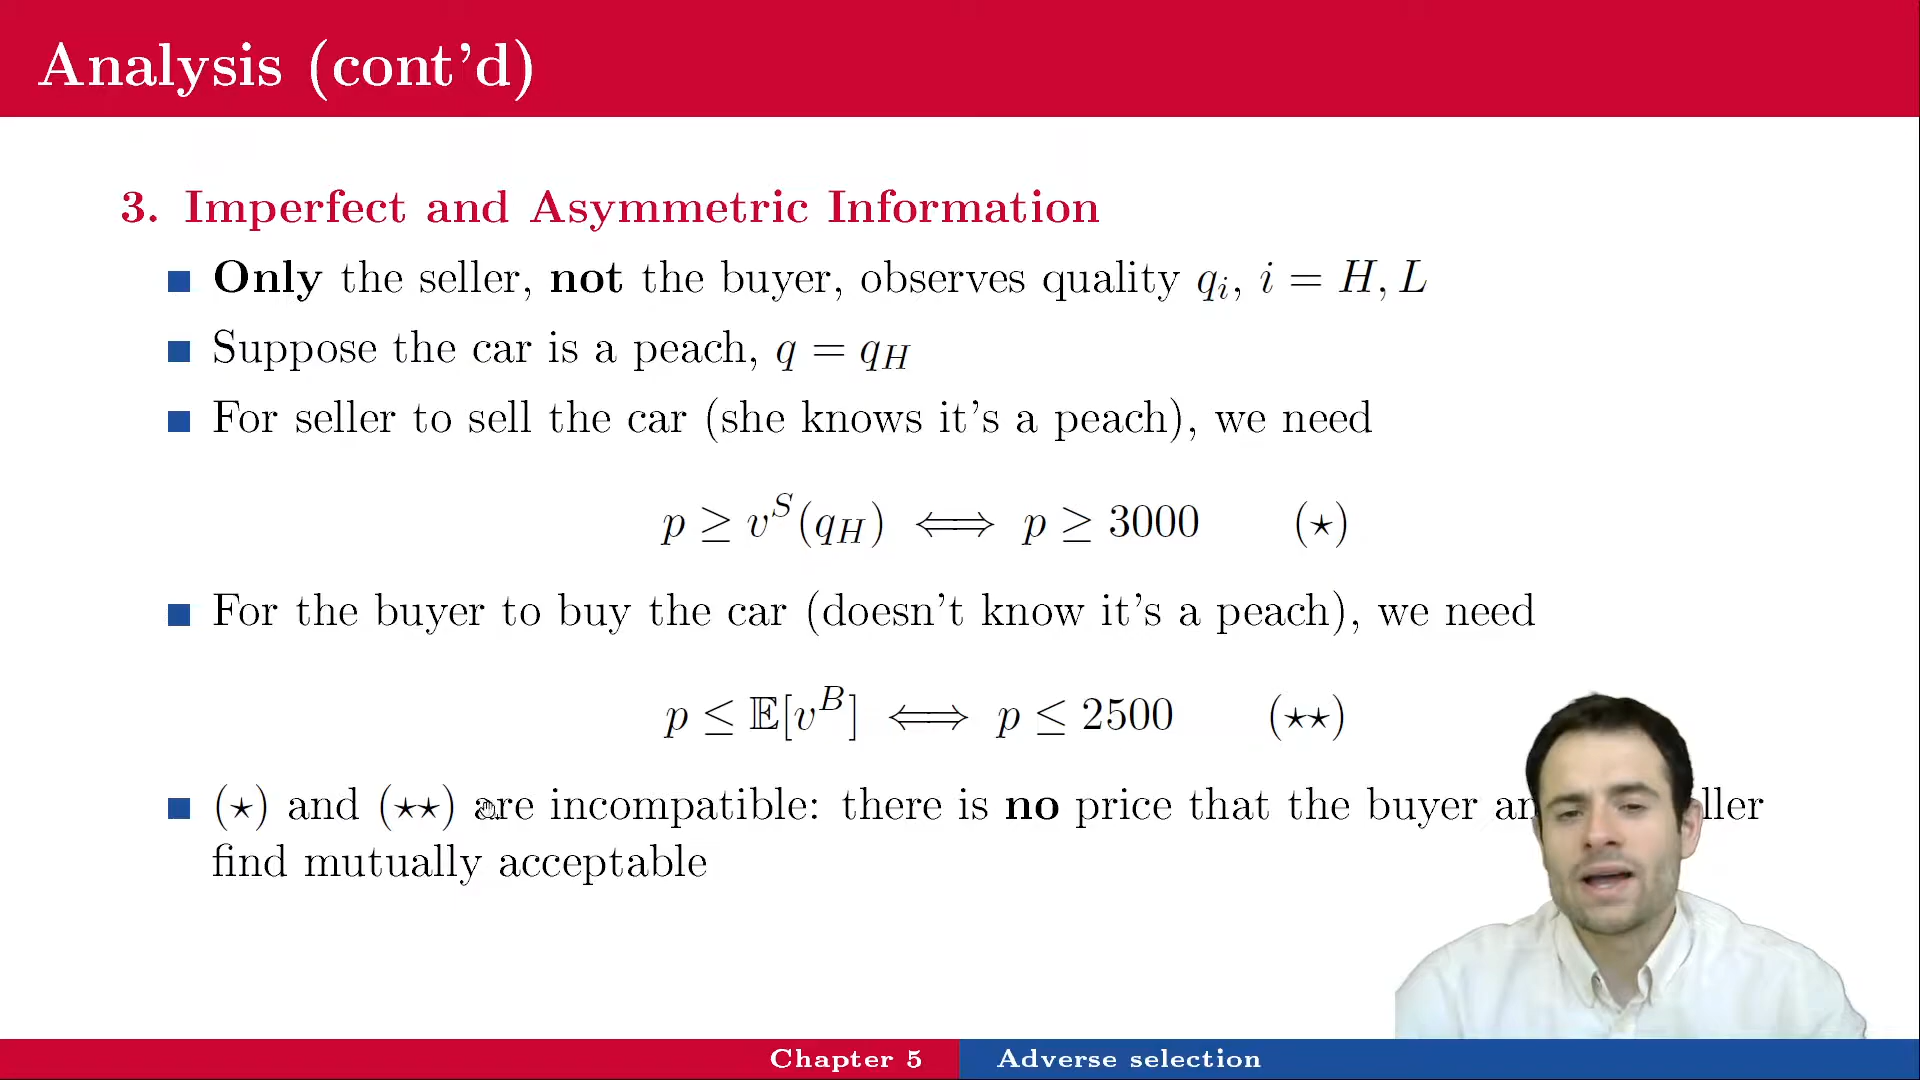 Analysis (cont'd)
3. Imperfect and Asymmetric Information
Only the seller, not the buyer, observes quality q_i, i = H, L
Suppose the car is a peach, q = q_H
For seller to sell the car (she knows it's a peach), we need
p ≥ v^S(q_H) ⟺ p ≥ 3000 (⋆)
For the buyer to buy the car (doesn't know it's a peach), we need
p ≤ 𝔼[v^B] ⟺ p ≤ 2500 (⋆⋆)
(⋆) and (⋆⋆) are incompatible: there is no price that the buyer
find mutually acceptable
Chapter 5 Adverse selection